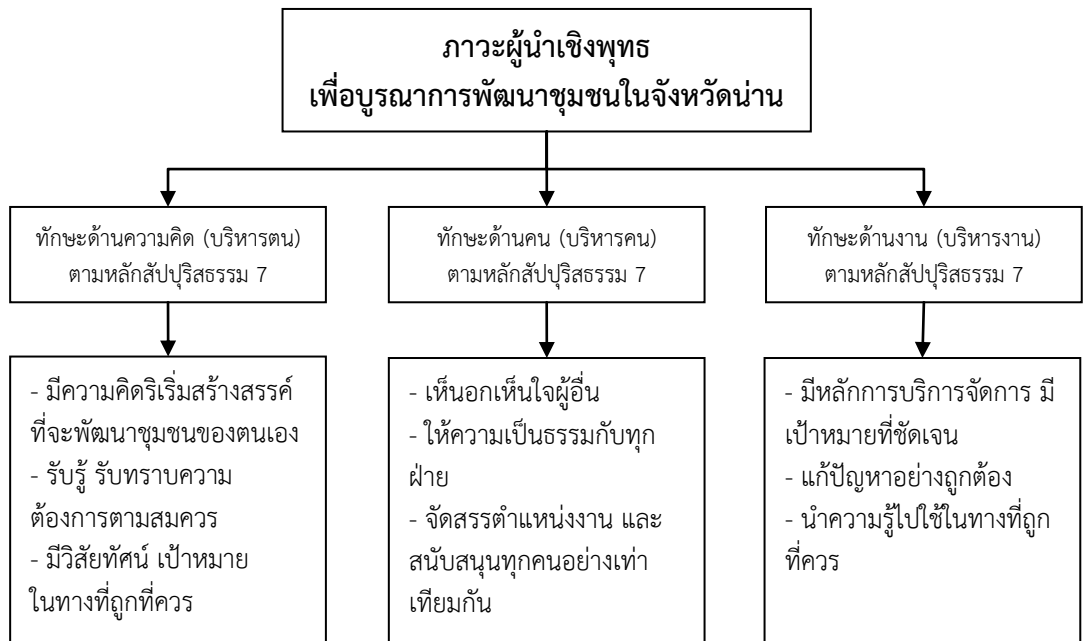 ภาวะผู้นำเชิงพุทธ
เพื่อบูรณาการพัฒนาชุมชนในจังหวัดน่าน
ทักษะด้านความคิด (บริหารตน)
ตามหลักสัปปุริสธรรม 7
ทักษะด้านคน (บริหารคน)
ตามหลักสัปปุริสธรรม 7
ทักษะด้านงาน (บริหารงาน)
ตามหลักสัปปุริสธรรม 7
- มีความคิดริเริ่มสร้างสรรค์
ที่จะพัฒนาชุมชนของตนเอง
- รับรู้ รับทราบความ
ต้องการตามสมควร
- มีวิสัยทัศน์ เป้าหมาย
ในทางที่ถูกที่ควร
- เห็นอกเห็นใจผู้อื่น
- ให้ความเป็นธรรมกับทุก
ฝ่าย
- จัดสรรตำแหน่งงาน และ
สนับสนุนทุกคนอย่างเท่า
เทียมกัน
- มีหลักการบริการจัดการ มี
เป้าหมายที่ชัดเจน
- แก้ปัญหาอย่างถูกต้อง
- นำความรู้ไปใช้ในทางที่ถูก
ที่ควร